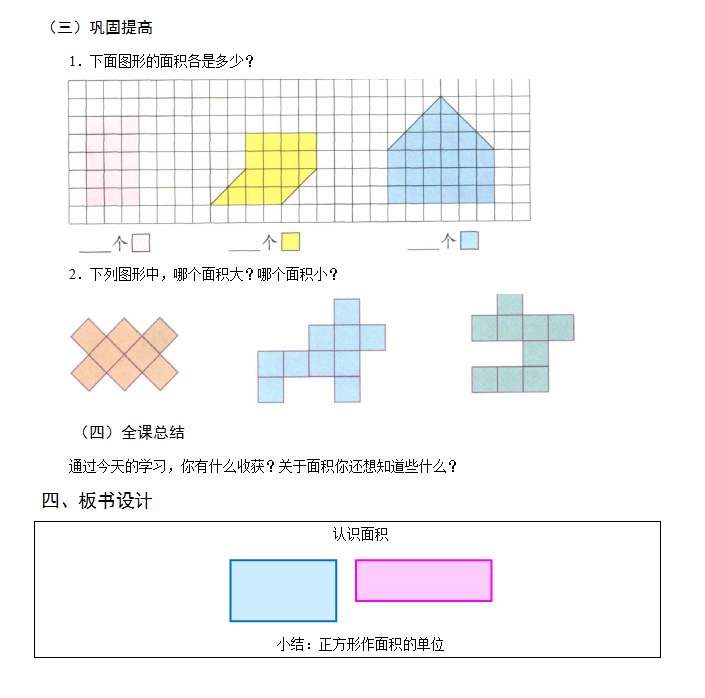 （三）巩固提高
1．下面图形的面积各是多少？
____个 ____个 ____个
2．下列图形中，哪个面积大？哪个面积小？
（四）全课总结
通过今天的学习，你有什么收获？关于面积你还想知道些什么？
四、板书设计
认识面积
小结：正方形作面积的单位